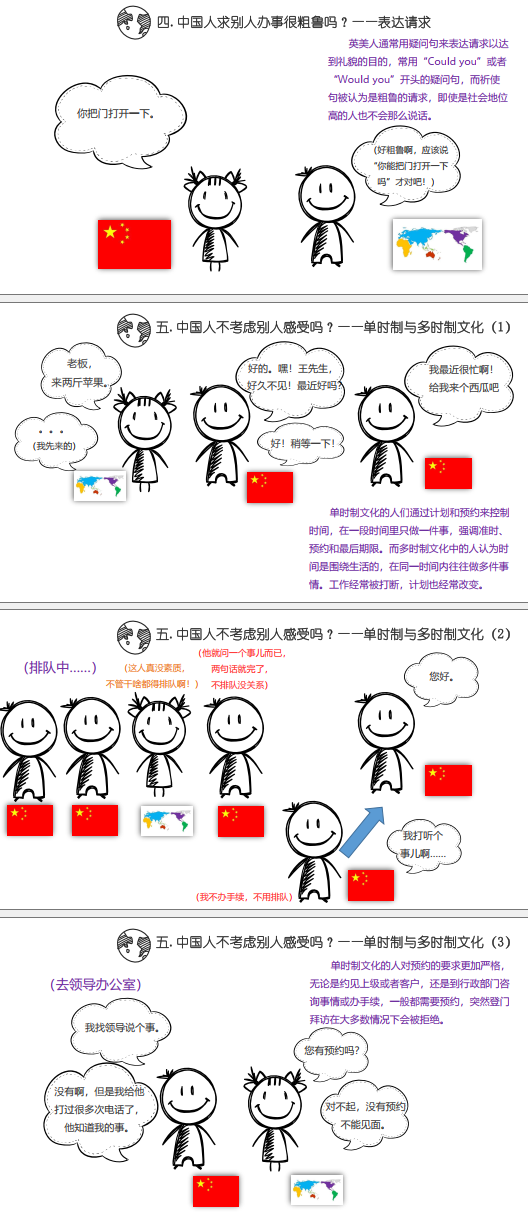 四.中国人求别人办事很粗鲁吗？——表达请求
英美人通常用疑问句来表达请求以达
到礼貌的目的，常用“Could you”或者
“Would you”开头的疑问句，而祈使
句被认为是粗鲁的请求，即使是社会地位
高的人也不会那么说话。
你把门打开一下。
(好粗鲁啊，应该说
“你能把门打开一下
吗”才对吧！)
五.中国人不考虑别人感受吗？——单时制与多时制文化（1）
老板，
来两斤苹果。
好的。嘿！王先生，
好久不见！最近好吗？
我最近很忙啊！
给我来个西瓜吧
。。。
(我先来的)
好！稍等一下！
单时制文化的人们通过计划和预约来控制
时间，在一段时间里只做一件事，强调准时、
预约和最后期限。而多时制文化中的人认为时
间是围绕生活的，在同一时间内往往做多件事
情。工作经常被打断，计划也经常改变。
五.中国人不考虑别人感受吗？——单时制与多时制文化（2）
（排队中……）
（这人真没素质，
不管干啥都得排队啊！）
（他就问一个事儿而已，
两句话就完了，
不排队没关系）
您好。
我打听个
事儿啊……
（我不办手续，不用排队）
五.中国人不考虑别人感受吗？——单时制与多时制文化（3）
单时制文化的人对预约的要求更加严格，
无论是约见上级或者客户，还是到行政部门咨
询事情或办手续，一般都需要预约，突然登门
拜访在大多数情况下会被拒绝。
（去领导办公室）
我找领导说个事。
您有预约吗？
没有啊，但是我给他
打过很多次电话了，
他知道我的事。
对不起，没有预约
不能见面。